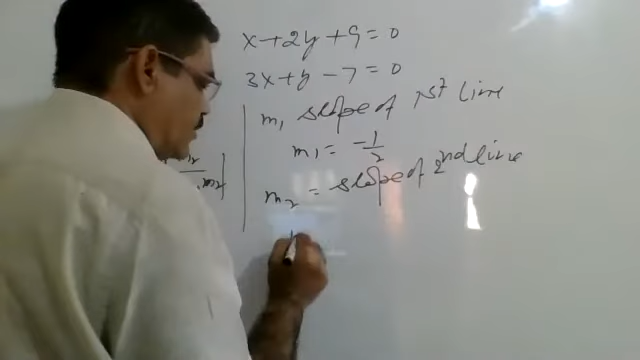 x+2y+9=0
3x+y-7=0
m1 slope of 1st line
m1 = -1/2
m2 = slope of 2nd line
m2